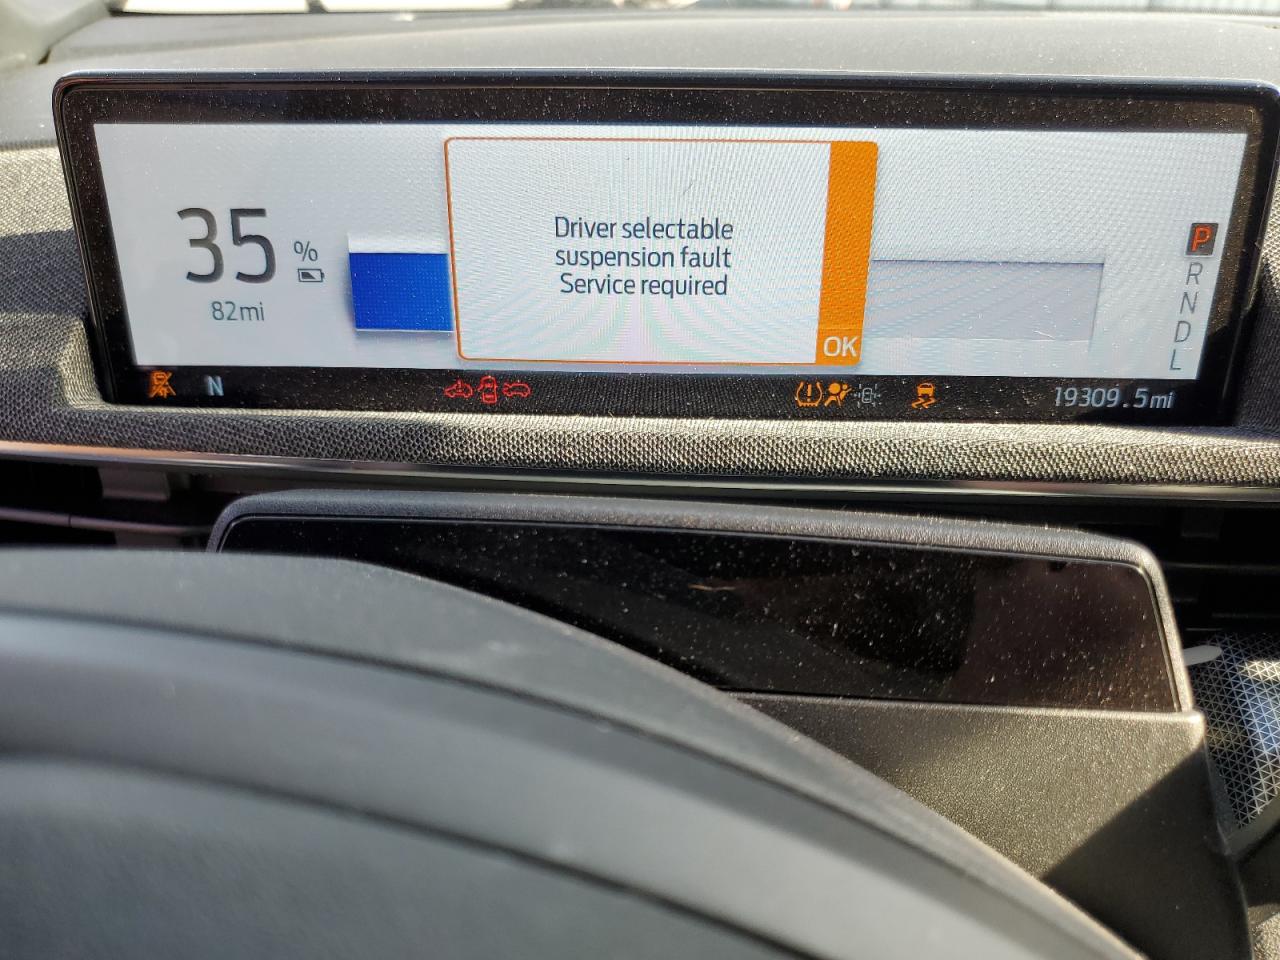 35 %
82mi
Driver selectable
suspension fault
Service required
OK
P
R
N
D
L
N
19309.5mi